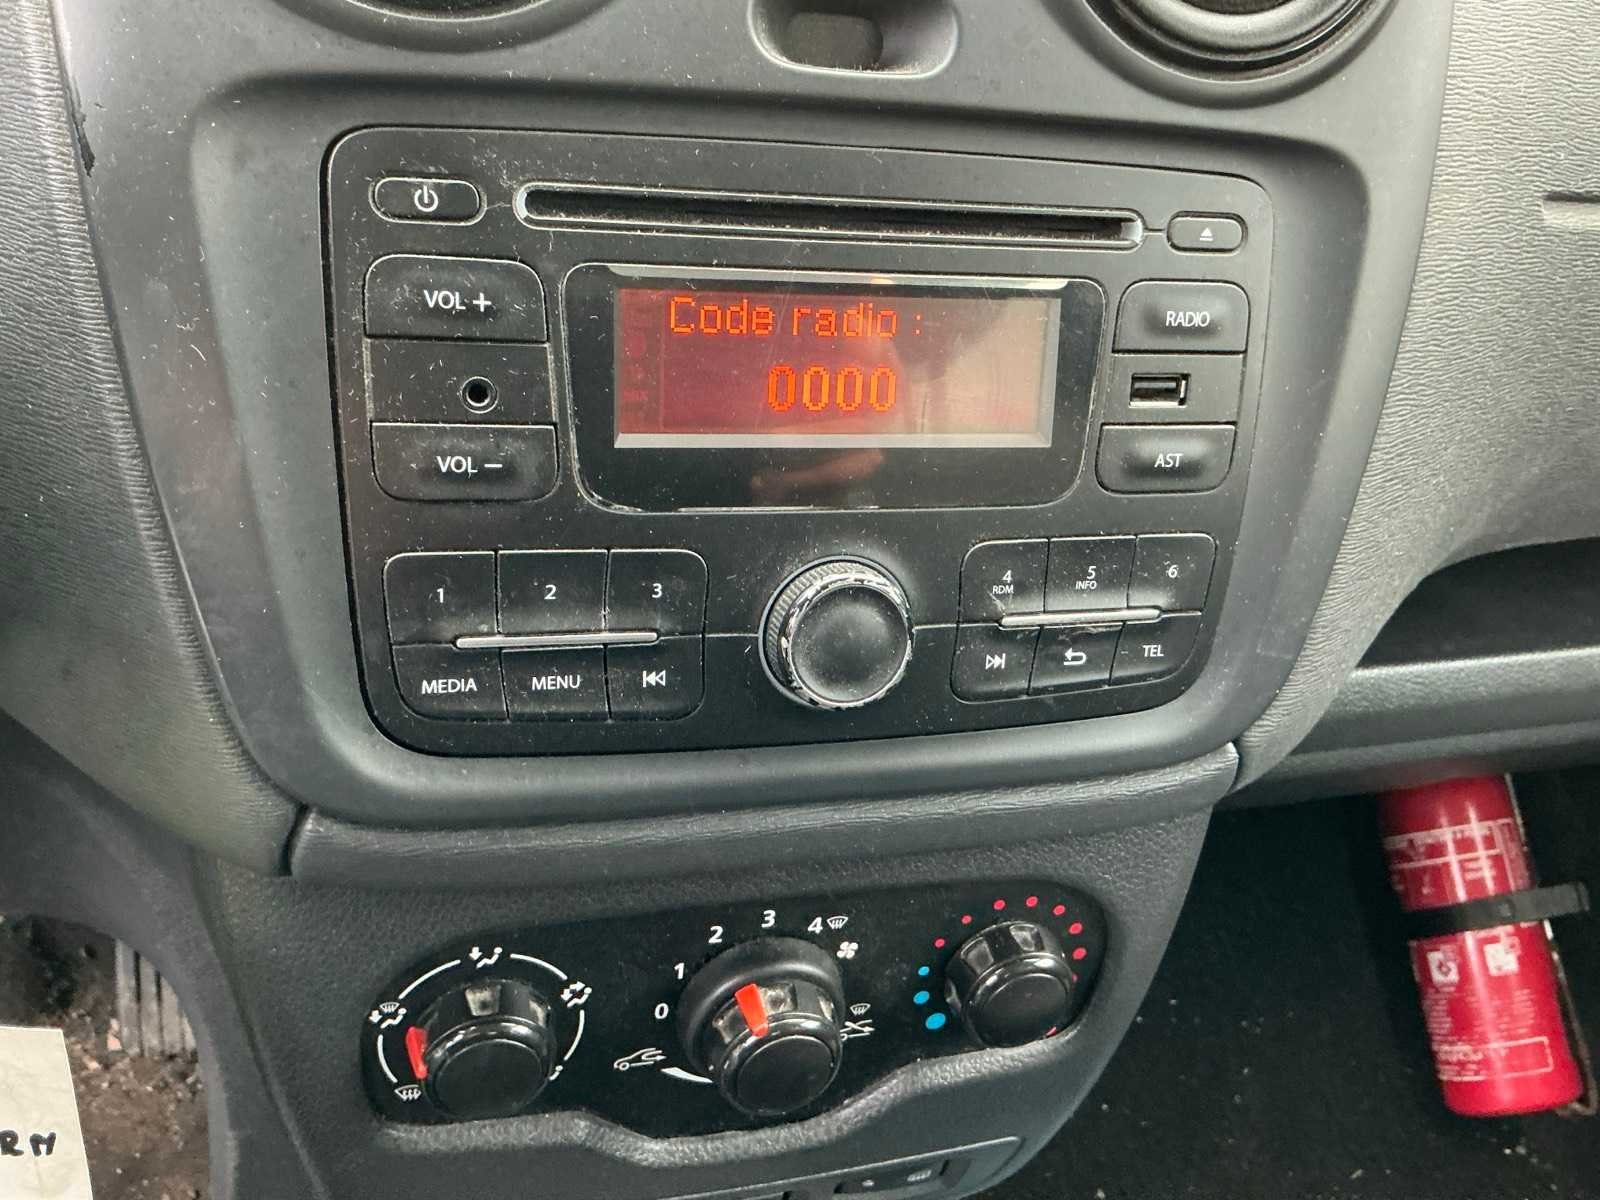 VOL +
VOL −
Code radio :
0000
RADIO
AST
1
2
3
MEDIA
MENU
4
RDM
5
INFO
6
TEL
0
1
2
3
4
RM